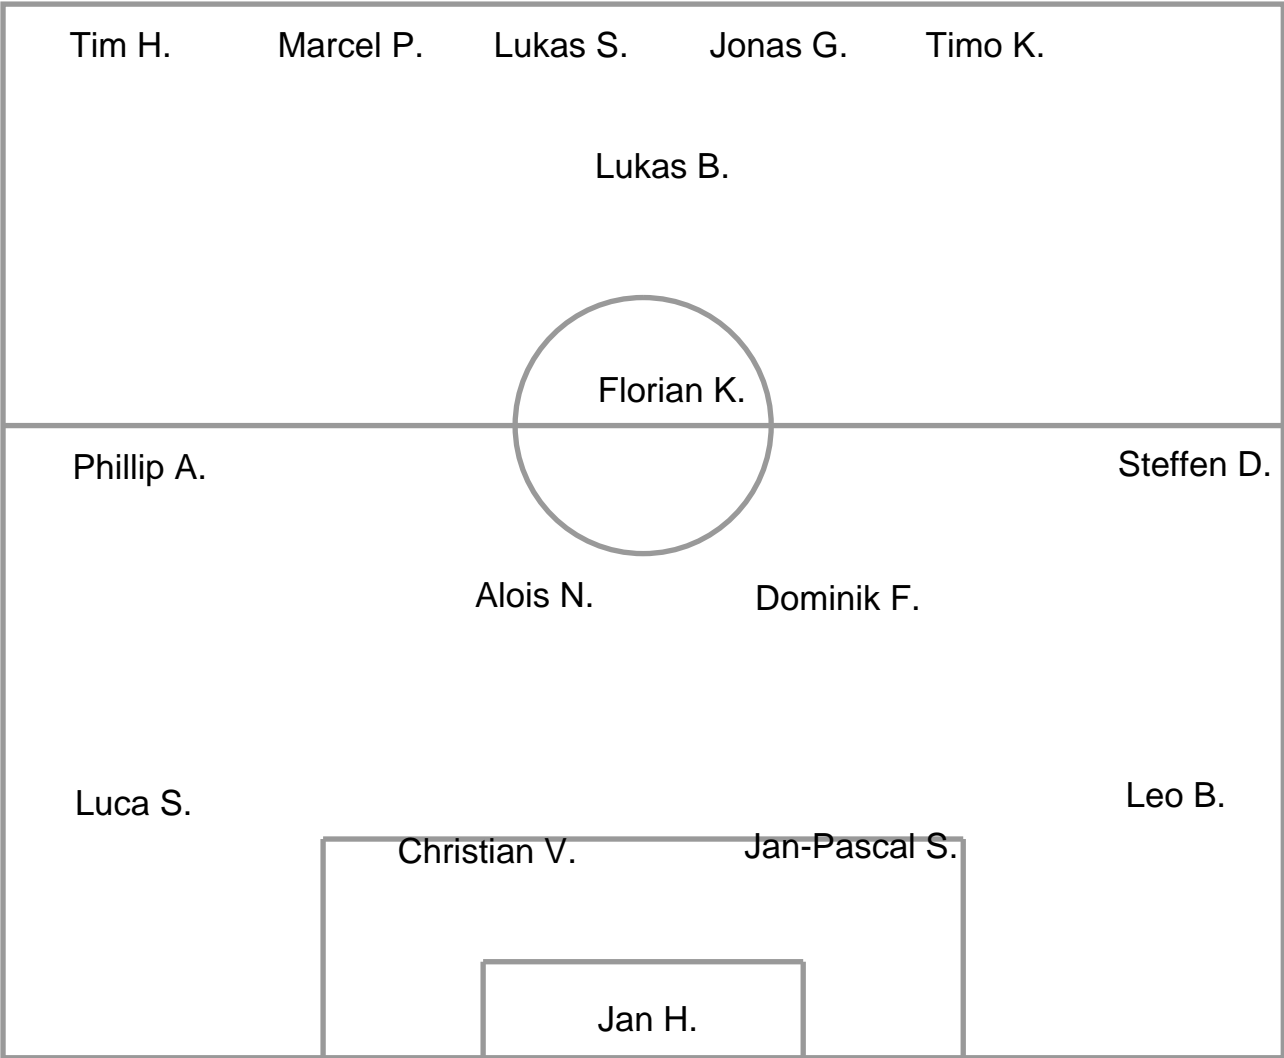 Tim H. Marcel P. Lukas S. Jonas G. Timo K.
Lukas B.
Florian K.
Phillip A. Steffen D.
Alois N. Dominik F.
Luca S. Leo B.
Christian V. Jan-Pascal S.
Jan H.